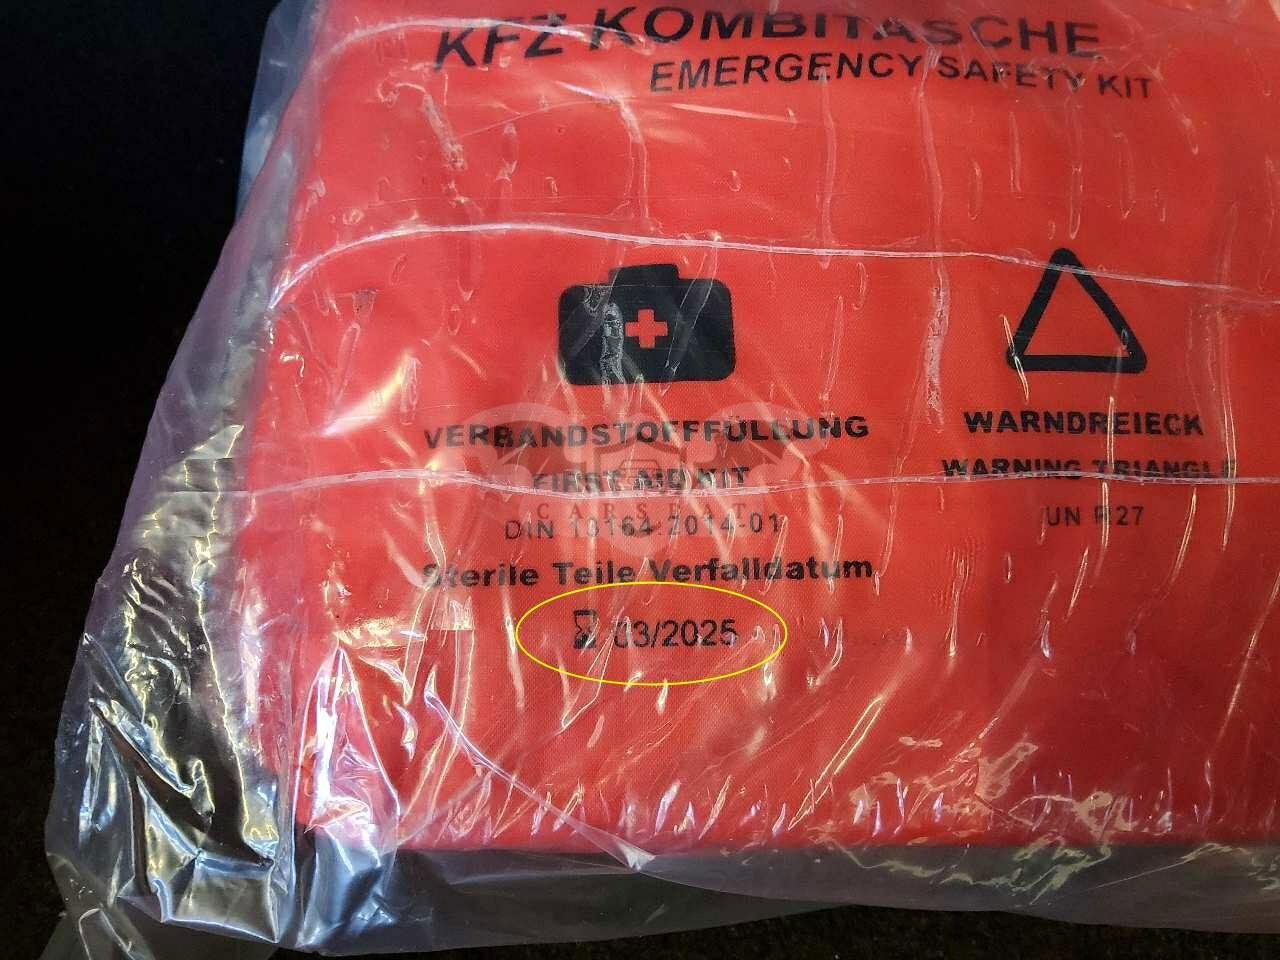 KFZ KOMBITASCHE
EMERGENCY SAFETY KIT
VERBANDSTOFFFÜLLUNG
FIRST AID KIT
DIN 13164:2014-01
Sterile Teile Verfalldatum
03/2025
WARNDREIECK
WARNING TRIANGLE
UN R27
CARSEAT